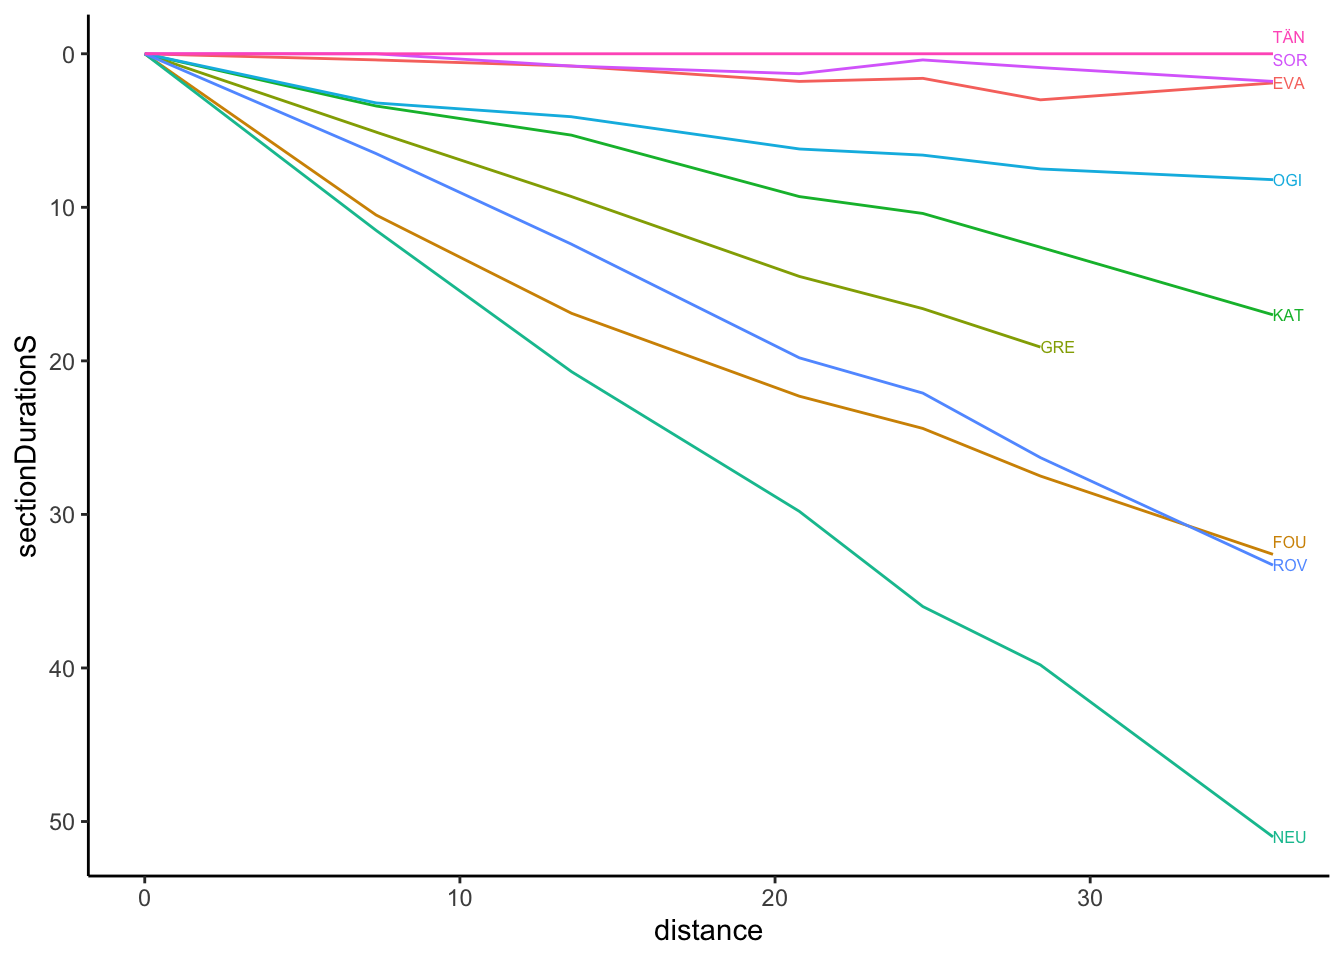 TÄN
0
SOR
EVA
OGI
10
KAT
GRE
20
sectionDurationS
30
FOU
ROV
40
50
NEU
0 10 20 30
distance